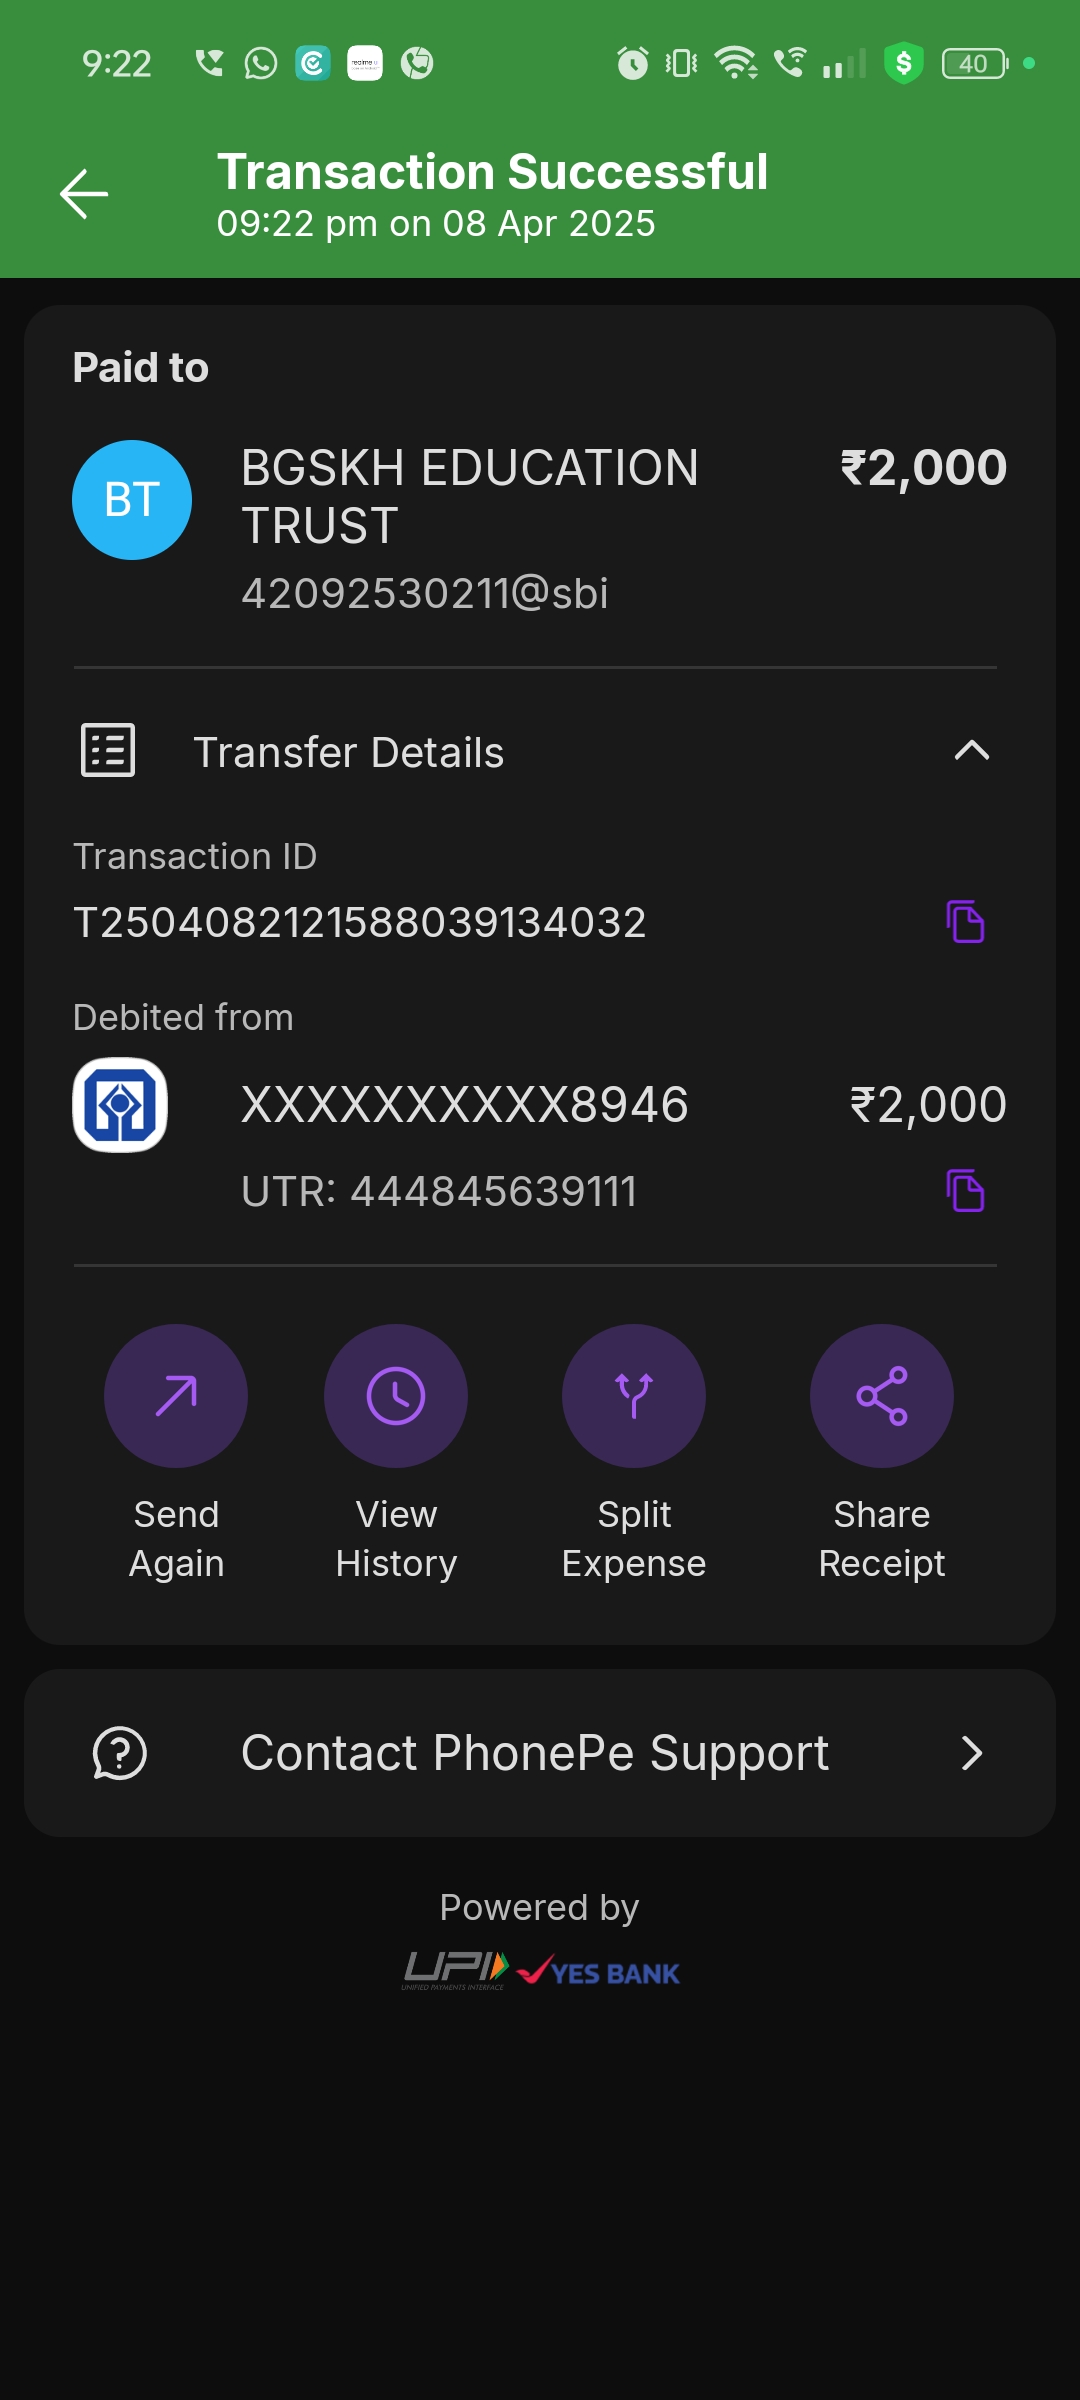 9:22
40
Transaction Successful
09:22 pm on 08 Apr 2025
Paid to
BT
BGSKH EDUCATION
TRUST
₹2,000
42092530211@sbi
Transfer Details
Transaction ID
T2504082121588039134032
Debited from
XXXXXXXXXX8946
₹2,000
UTR: 444845639111
Send
Again
View
History
Split
Expense
Share
Receipt
Contact PhonePe Support
Powered by
UPI
UNIFIED PAYMENTS INTERFACE
YES BANK